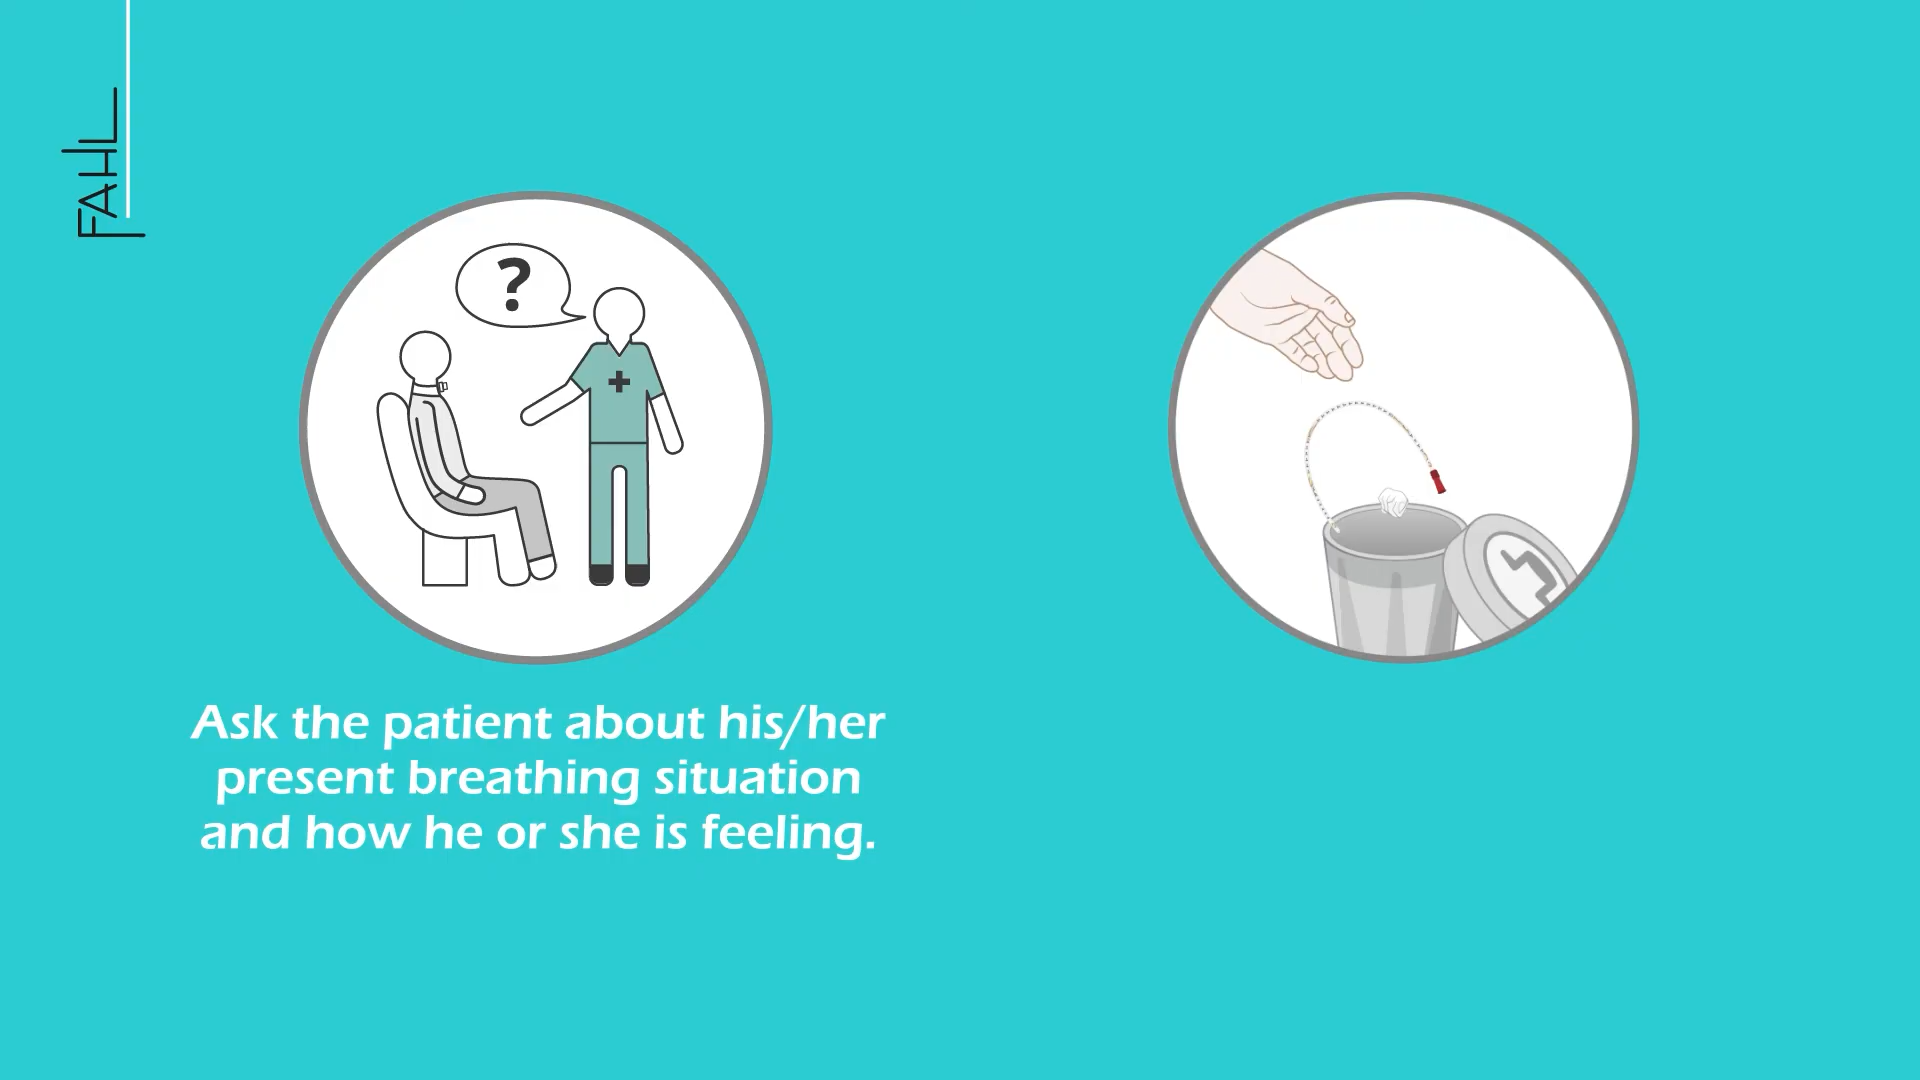 FAHL
?
Ask the patient about his/her
present breathing situation
and how he or she is feeling.